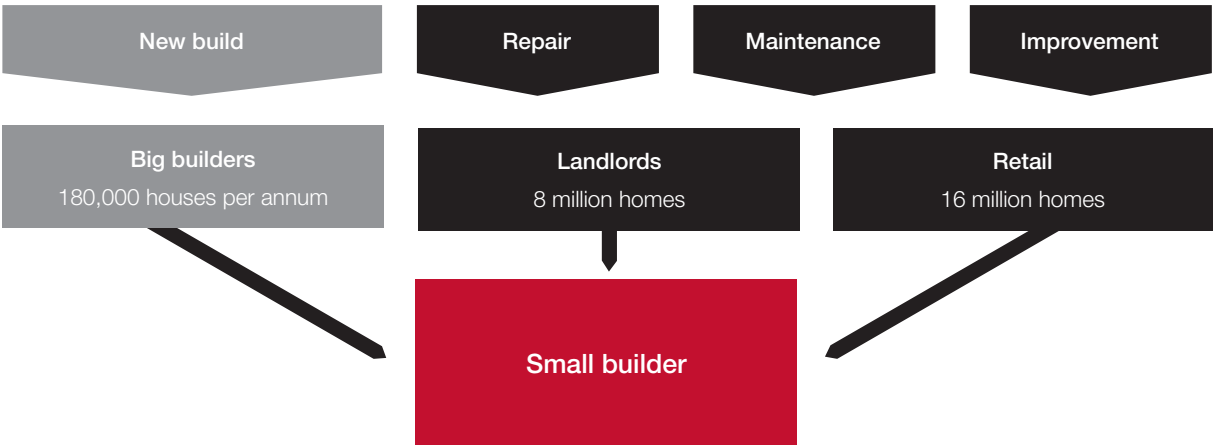 New build
Repair
Maintenance
Improvement
Big builders
180,000 houses per annum
Landlords
8 million homes
Retail
16 million homes
Small builder